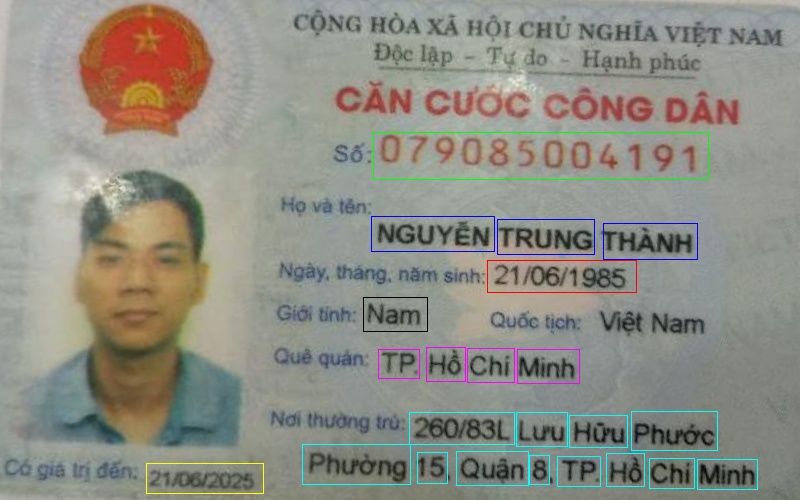 CỘNG HÒA XÃ HỘI CHỦ NGHĨA VIỆT NAM
Độc lập - Tự do - Hạnh phúc
CĂN CƯỚC CÔNG DÂN
Số: 079085004191
Họ và tên:
NGUYỄN TRUNG THÀNH
Ngày, tháng, năm sinh: 21/06/1985
Giới tính: Nam Quốc tịch: Việt Nam
Quê quán: TP. Hồ Chí Minh
Nơi thường trú: 260/83L Lưu Hữu Phước
Phường 15, Quận 8, TP. Hồ Chí Minh
Có giá trị đến: 21/06/2025